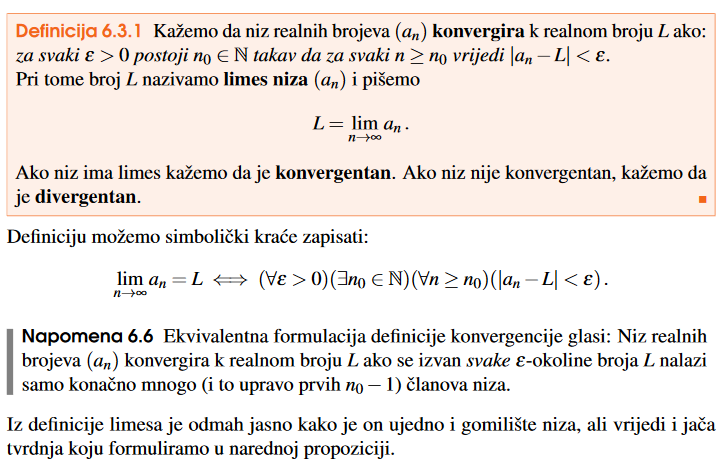 Definicija 6.3.1 Kažemo da niz realnih brojeva (aₙ) konvergira k realnom broju L ako:
za svaki ε > 0 postoji n₀ ∈ ℕ takav da za svaki n ≥ n₀ vrijedi |aₙ − L| < ε.
Pri tome broj L nazivamo limes niza (aₙ) i pišemo
L = lim aₙ .
n→∞
Ako niz ima limes kažemo da je konvergentan. Ako niz nije konvergentan, kažemo da
je divergentan.
Definiciju možemo simbolički kraće zapisati:
lim aₙ = L ⟺ (∀ε > 0)(∃n₀ ∈ ℕ)(∀n ≥ n₀)(|aₙ − L| < ε) .
n→∞
Napomena 6.6 Ekvivalentna formulacija definicije konvergencije glasi: Niz realnih
brojeva (aₙ) konvergira k realnom broju L ako se izvan svake ε-okoline broja L nalazi
samo konačno mnogo (i to upravo prvih n₀ − 1) članova niza.
Iz definicije limesa je odmah jasno kako je on ujedno i gomilište niza, ali vrijedi i jača
tvrdnja koju formuliramo u narednoj propoziciji.